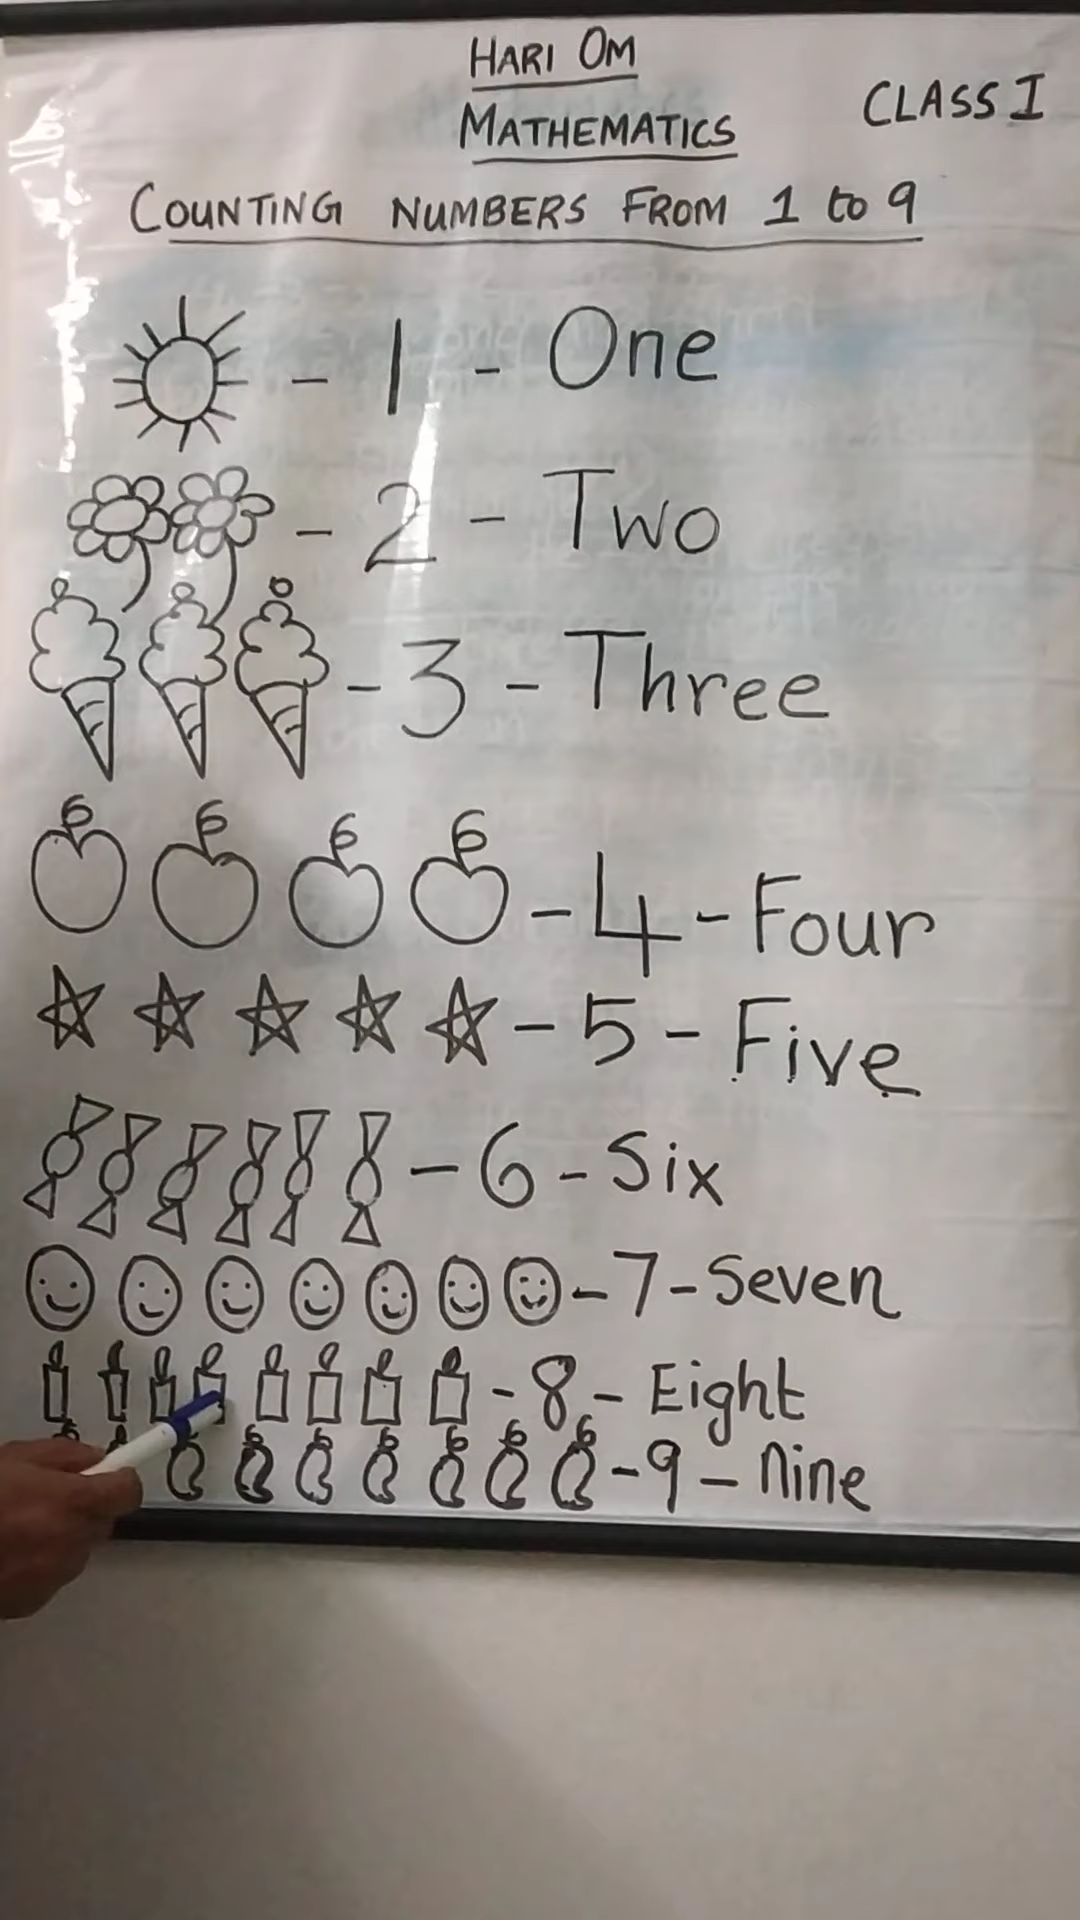 HARI OM
MATHEMATICS
CLASS I
COUNTING NUMBERS FROM 1 to 9
- 1 - One
- 2 - Two
- 3 - Three
- 4 - Four
- 5 - Five
- 6 - Six
- 7 - Seven
- 8 - Eight
- 9 - Nine